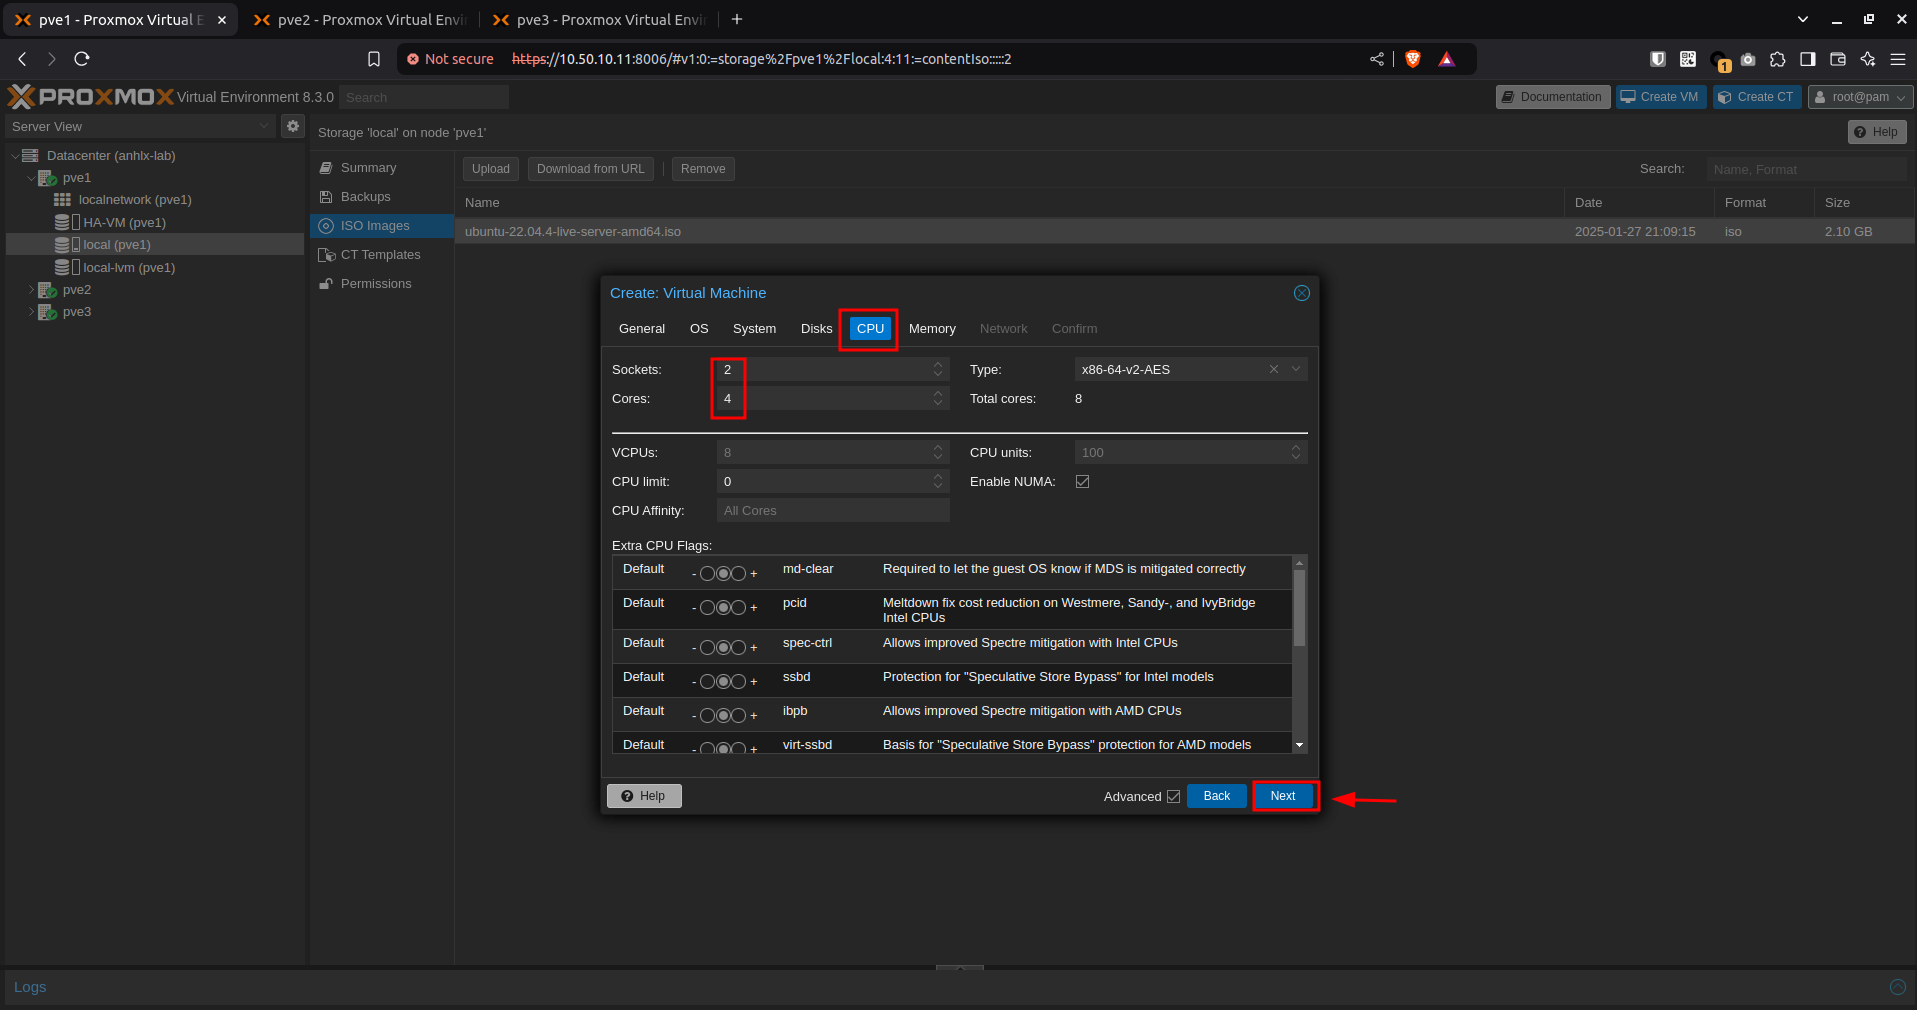 pve1 - Proxmox Virtual E
pve2 - Proxmox Virtual Envi
pve3 - Proxmox Virtual Envi
Not secure https://10.50.10.11:8006/#v1:0:=storage%2Fpve1%2Flocal:4:11:=contentIso:::::2
1
PROXMOX Virtual Environment 8.3.0 Search
Documentation Create VM Create CT root@pam
Server View
Storage 'local' on node 'pve1'
Help
Datacenter (anhlx-lab)
pve1
localnetwork (pve1)
HA-VM (pve1)
local (pve1)
local-lvm (pve1)
pve2
pve3
Summary
Backups
ISO Images
CT Templates
Permissions
Upload Download from URL Remove Search: Name, Format
Name Date Format Size
ubuntu-22.04.4-live-server-amd64.iso 2025-01-27 21:09:15 iso 2.10 GB
Create: Virtual Machine
General OS System Disks CPU Memory Network Confirm
Sockets: 2 Type: x86-64-v2-AES
Cores: 4 Total cores: 8
VCPUs: 8 CPU units: 100
CPU limit: 0 Enable NUMA:
CPU Affinity: All Cores
Extra CPU Flags:
Default - + md-clear Required to let the guest OS know if MDS is mitigated correctly
Default - + pcid Meltdown fix cost reduction on Westmere, Sandy-, and IvyBridge
Intel CPUs
Default - + spec-ctrl Allows improved Spectre mitigation with Intel CPUs
Default - + ssbd Protection for "Speculative Store Bypass" for Intel models
Default - + ibpb Allows improved Spectre mitigation with AMD CPUs
Default - + virt-ssbd Basis for "Speculative Store Bypass" protection for AMD models
Help Advanced Back Next
Logs